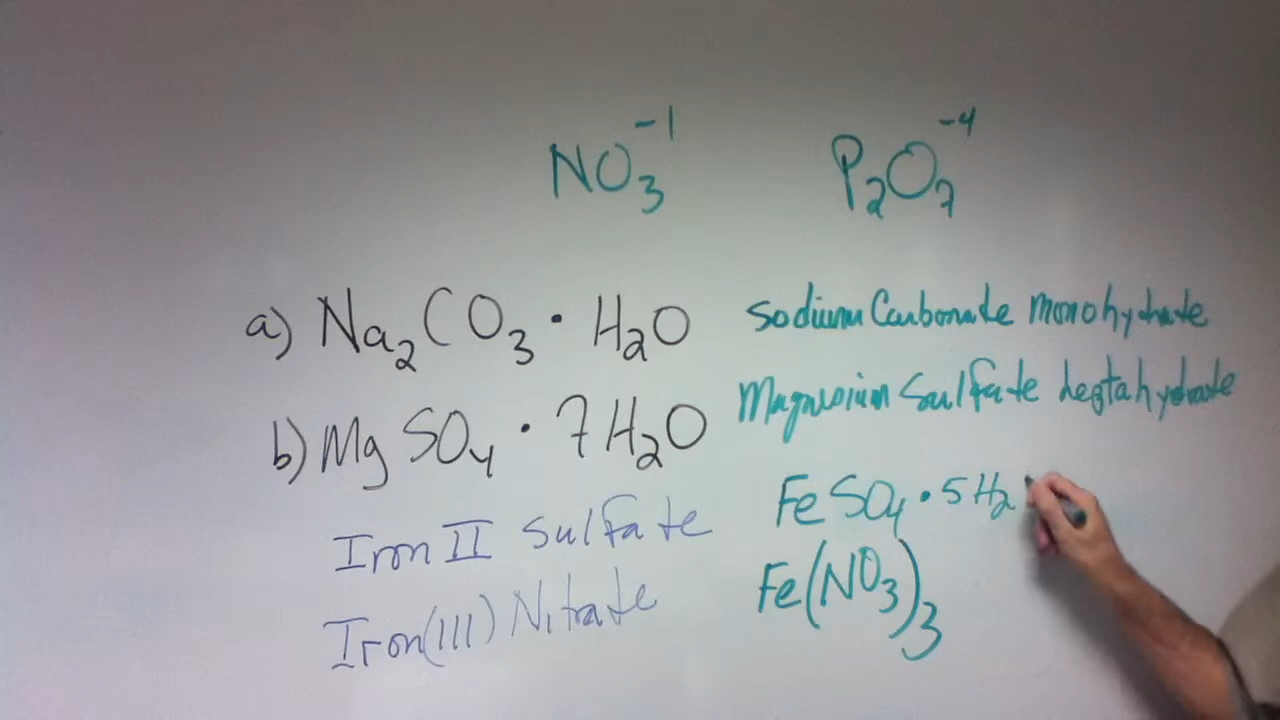 NO₃⁻¹ P₂O₇⁻⁴
a) Na₂CO₃ · H₂O Sodium Carbonate monohydrate
b) MgSO₄ · 7H₂O Magnesium Sulfate heptahydrate
Iron II Sulfate FeSO₄ · 5H₂
Iron(III) Nitrate Fe(NO₃)₃